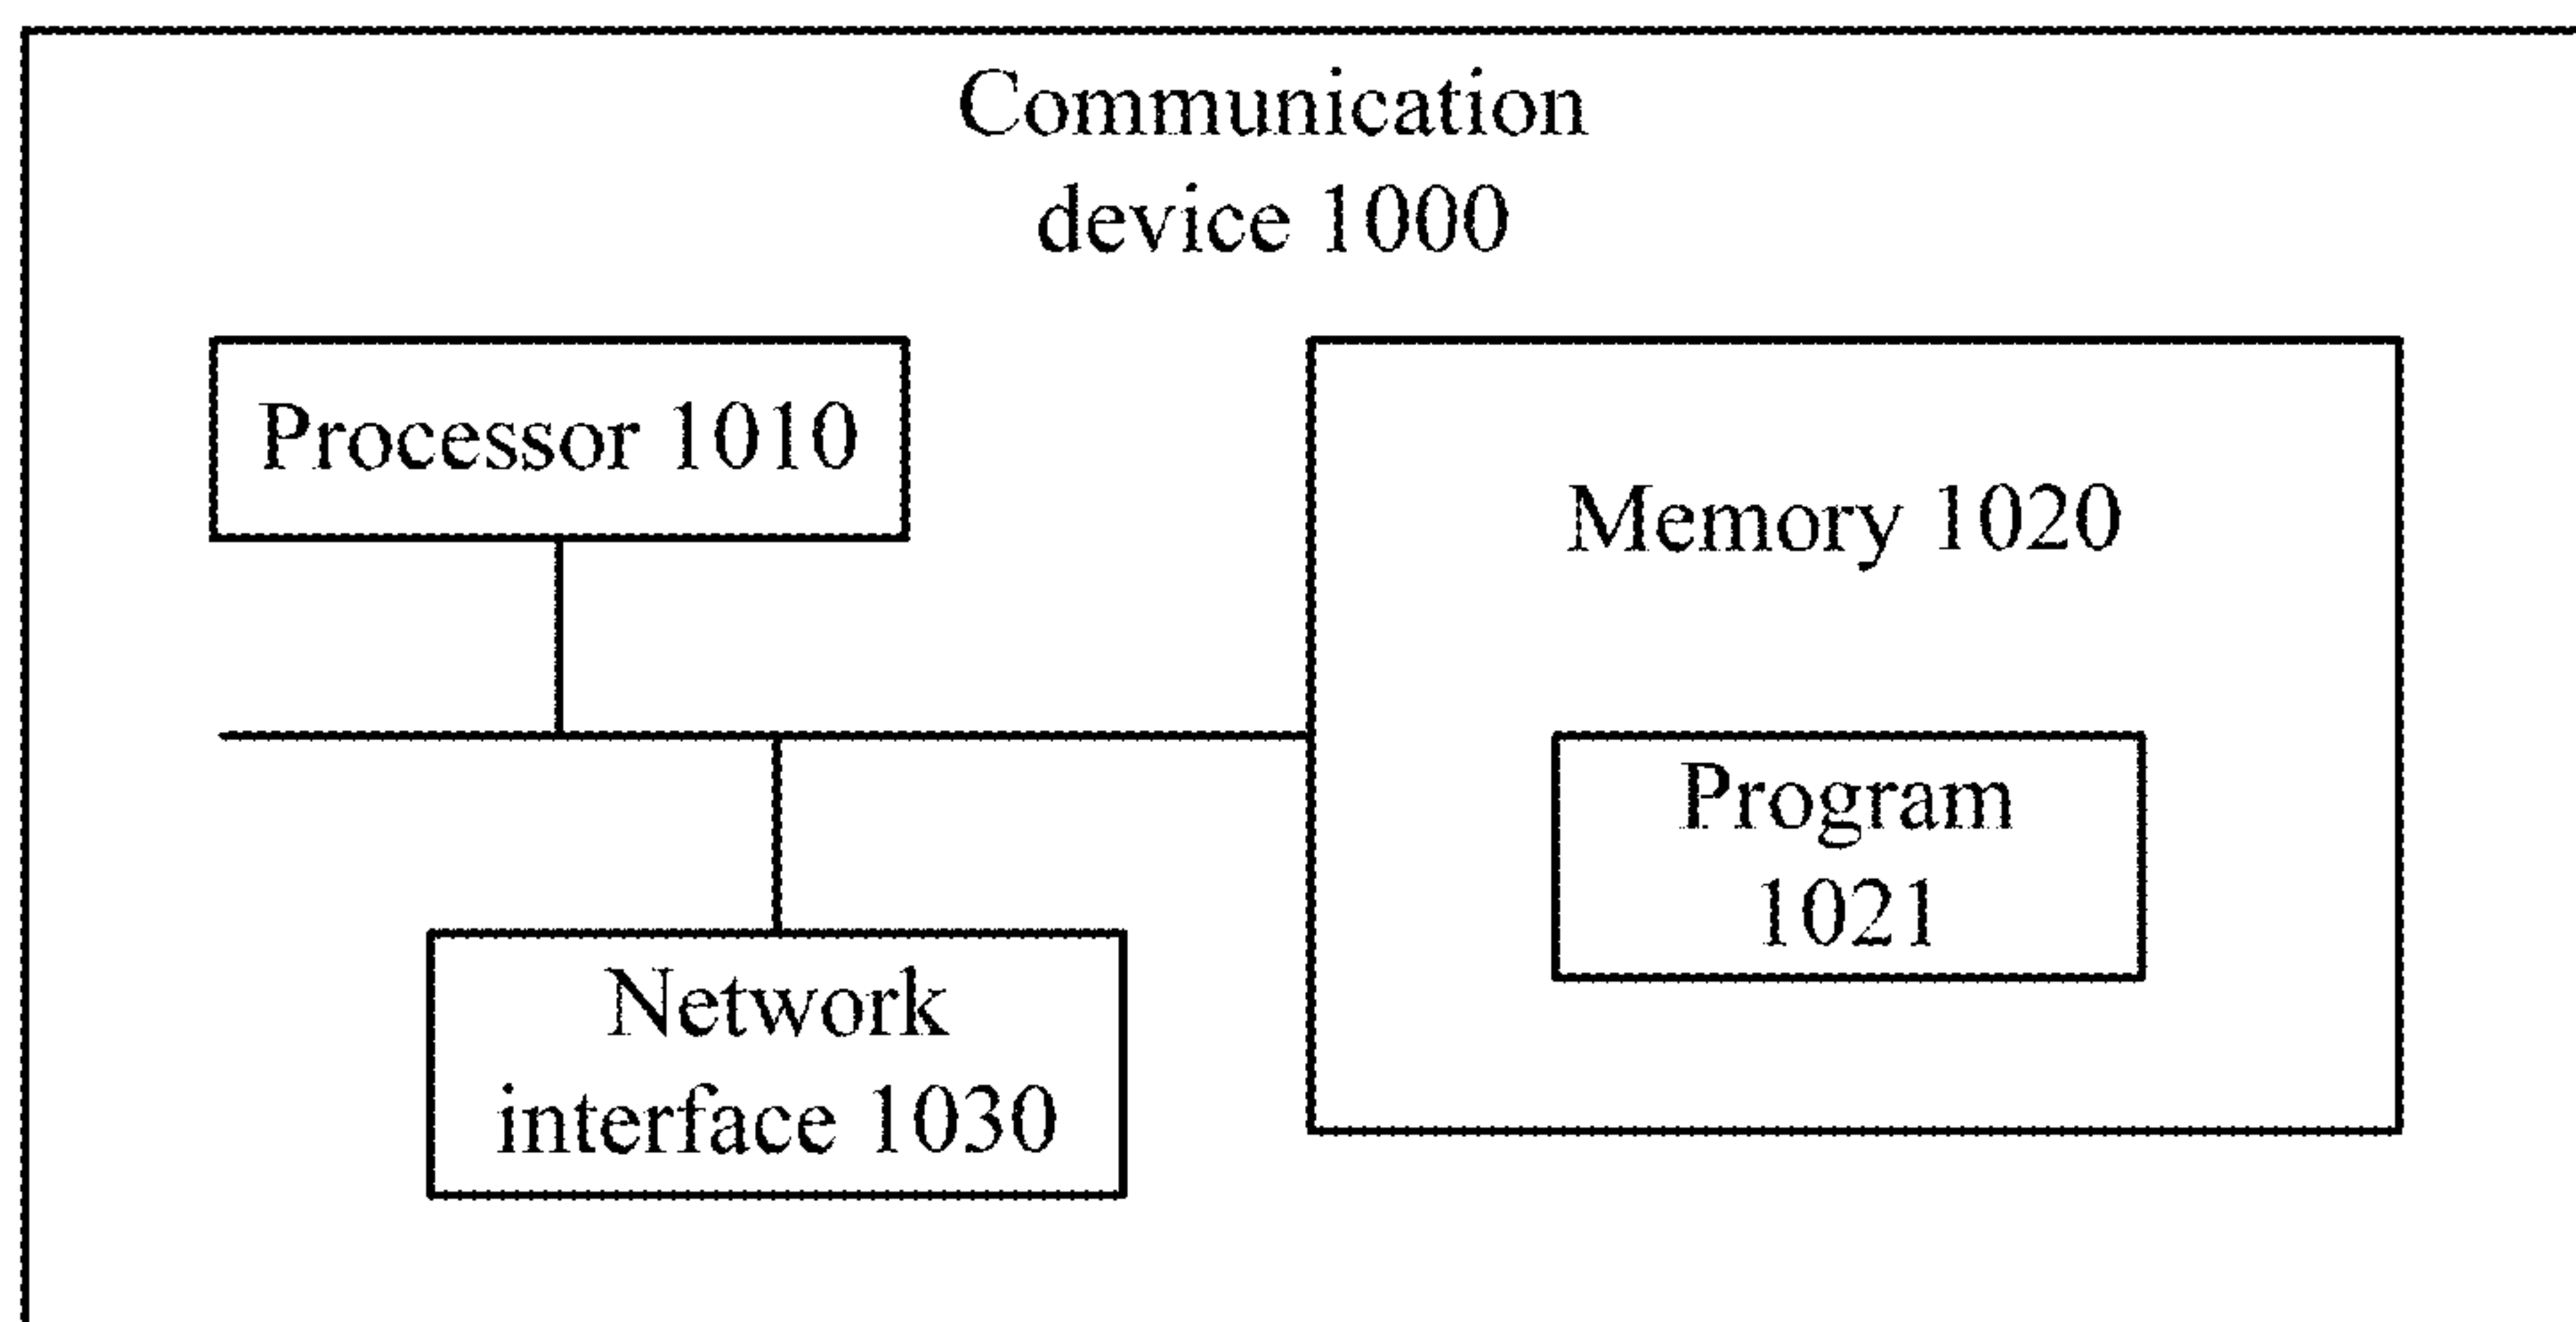 Communication
device 1000
Processor 1010
Memory 1020
Program
1021
Network
interface 1030